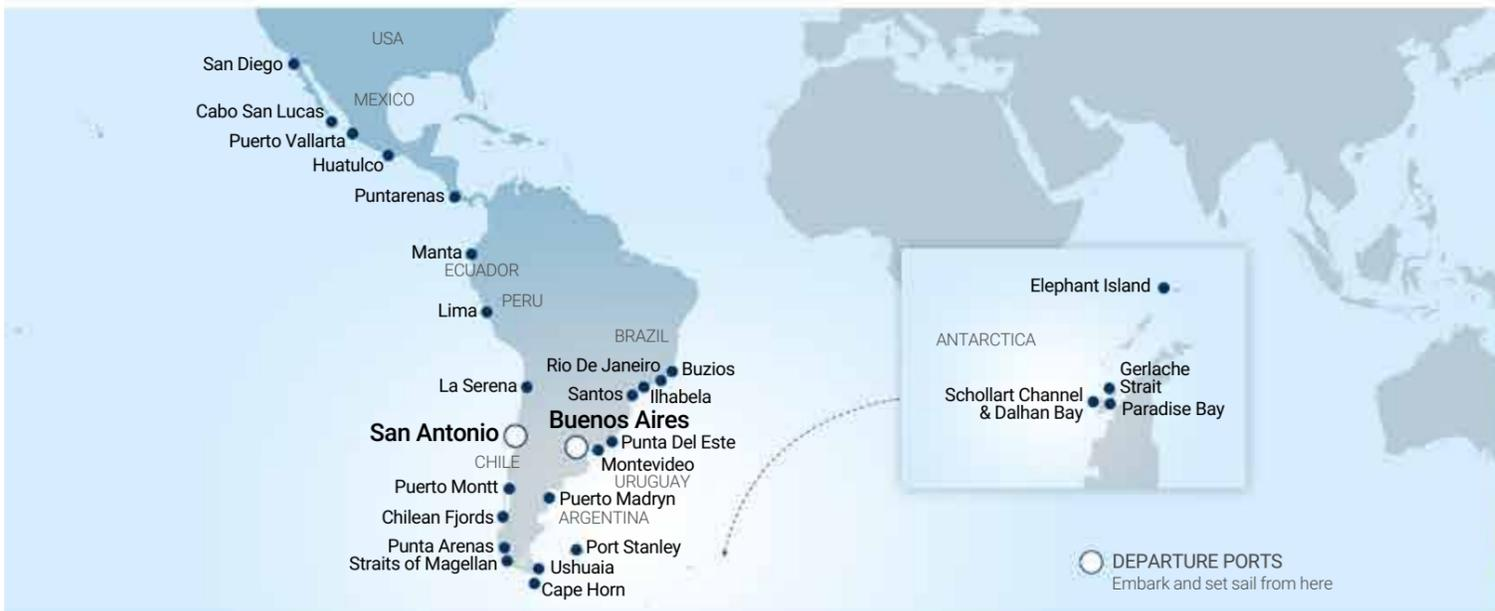 USA
San Diego
MEXICO
Cabo San Lucas
Puerto Vallarta
Huatulco
Puntarenas
Manta
ECUADOR
PERU
Lima
BRAZIL
Rio De Janeiro
Buzios
La Serena
Santos
Ilhabela
Buenos Aires
San Antonio
Punta Del Este
CHILE
Montevideo
URUGUAY
Puerto Montt
Puerto Madryn
Chilean Fjords
ARGENTINA
Punta Arenas
Port Stanley
Straits of Magellan
Ushuaia
Cape Horn
Elephant Island
ANTARCTICA
Gerlache
Strait
Schollart Channel
& Dalhan Bay
Paradise Bay
DEPARTURE PORTS
Embark and set sail from here